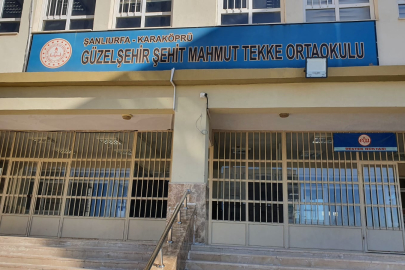 ŞANLIURFA - KARAKÖPRÜ
GÜZELŞEHİR ŞEHİT MAHMUT TEKKE ORTAOKULU